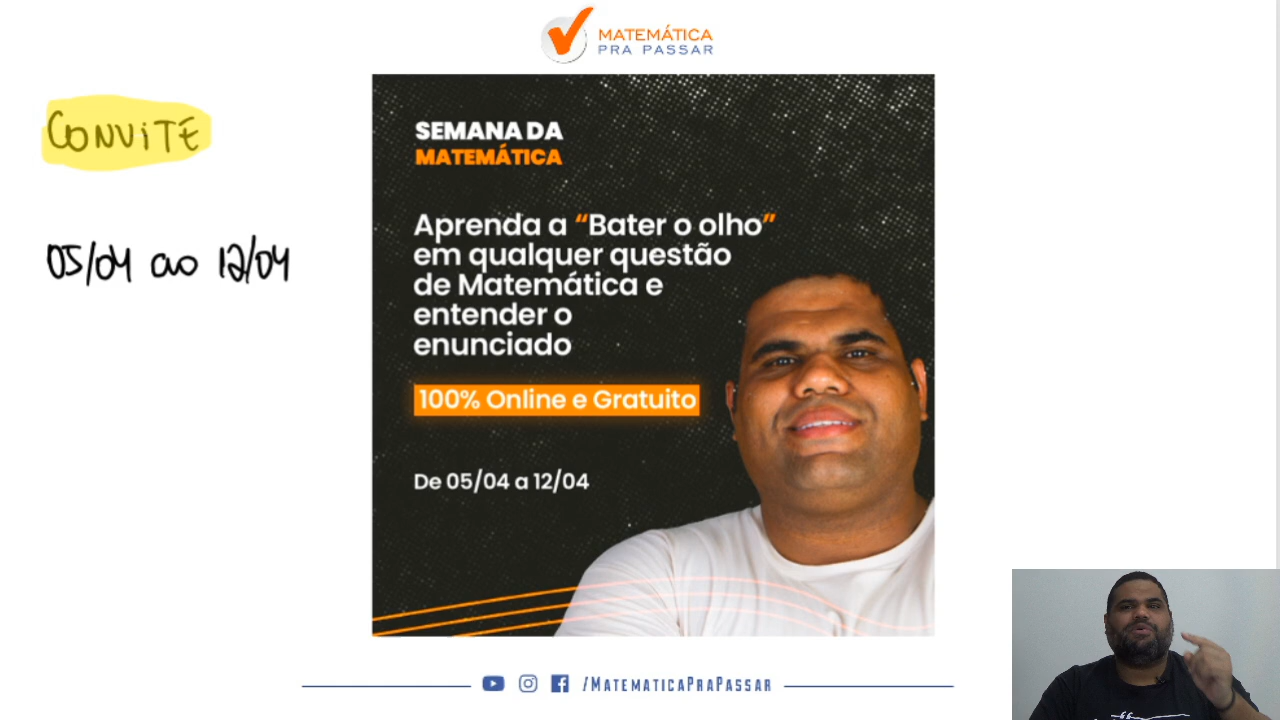 MATEMÁTICA
PRA PASSAR
CONVITE
05/04 ao 12/04
SEMANA DA
MATEMÁTICA
Aprenda a “Bater o olho”
em qualquer questão
de Matemática e
entender o
enunciado
100% Online e Gratuito
De 05/04 a 12/04
/MATEMATICAPRAPASSAR